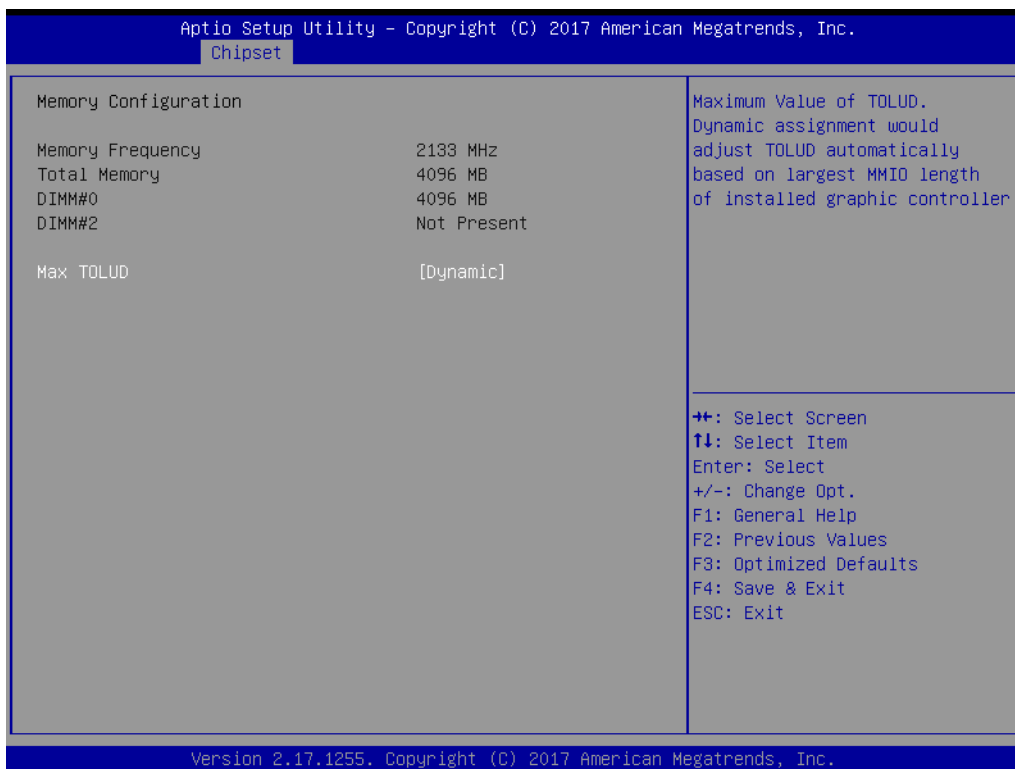 Aptio Setup Utility – Copyright (C) 2017 American Megatrends, Inc.
Chipset
Memory Configuration
Memory Frequency 2133 MHz
Total Memory 4096 MB
DIMM#0 4096 MB
DIMM#2 Not Present
Max TOLUD [Dynamic]
Maximum Value of TOLUD.
Dynamic assignment would
adjust TOLUD automatically
based on largest MMIO length
of installed graphic controller
→←: Select Screen
↑↓: Select Item
Enter: Select
+/-: Change Opt.
F1: General Help
F2: Previous Values
F3: Optimized Defaults
F4: Save & Exit
ESC: Exit
Version 2.17.1255. Copyright (C) 2017 American Megatrends, Inc.